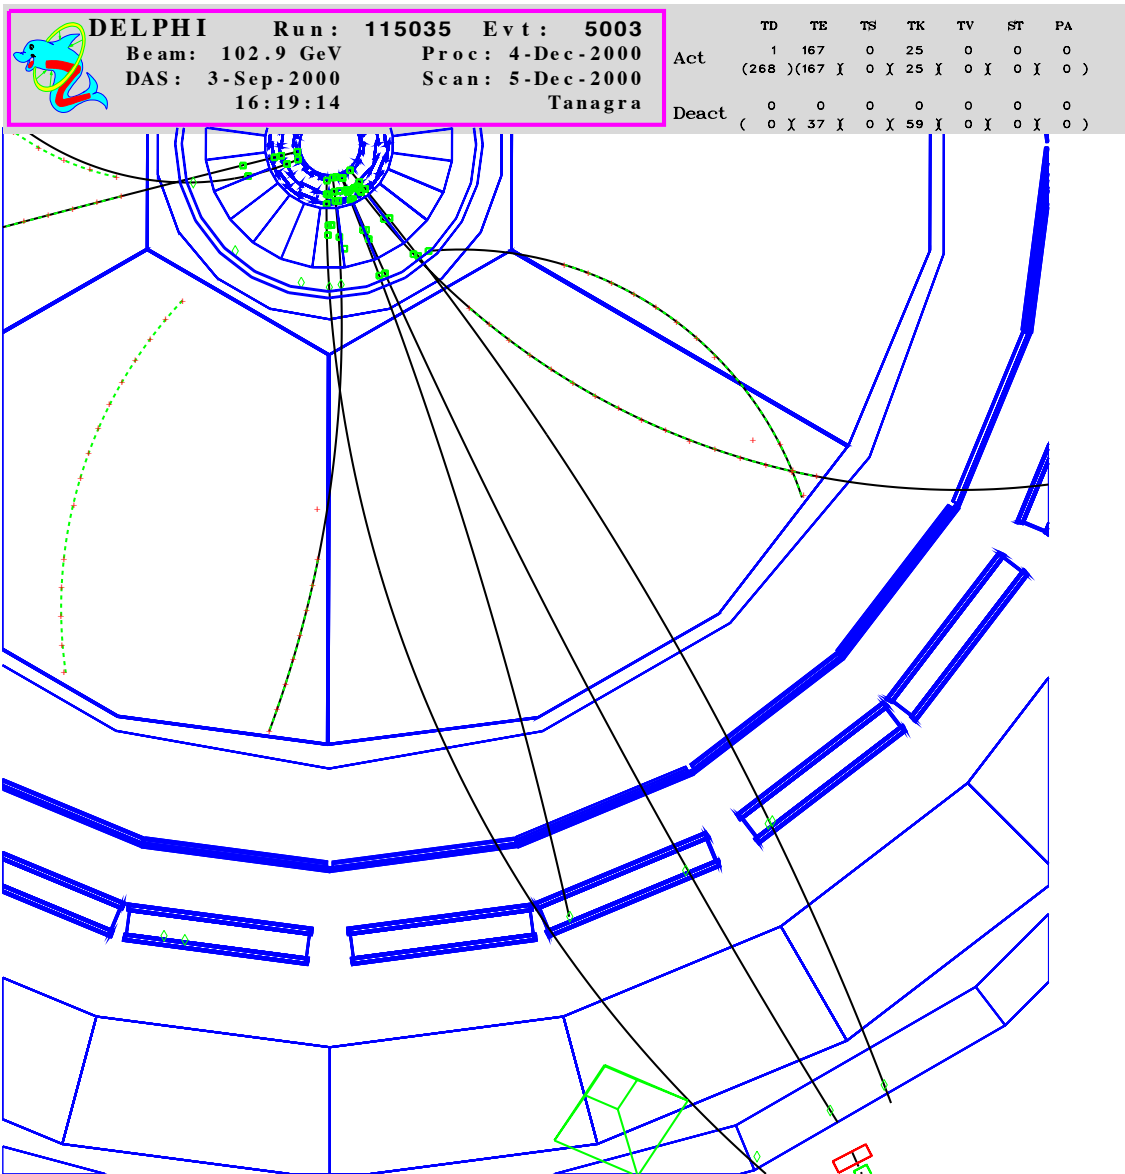 DELPHI Run: 115035 Evt: 5003
Beam: 102.9 GeV Proc: 4-Dec-2000
DAS: 3-Sep-2000 Scan: 5-Dec-2000
16:19:14 Tanagra
TD TE TS TK TV ST PA
Act 1 167 0 25 0 0 0
(268 )(167 )( 0 )( 25 )( 0 )( 0 )( 0 )
Deact 0 0 0 0 0 0 0
( 0 )( 37 )( 0 )( 59 )( 0 )( 0 )( 0 )